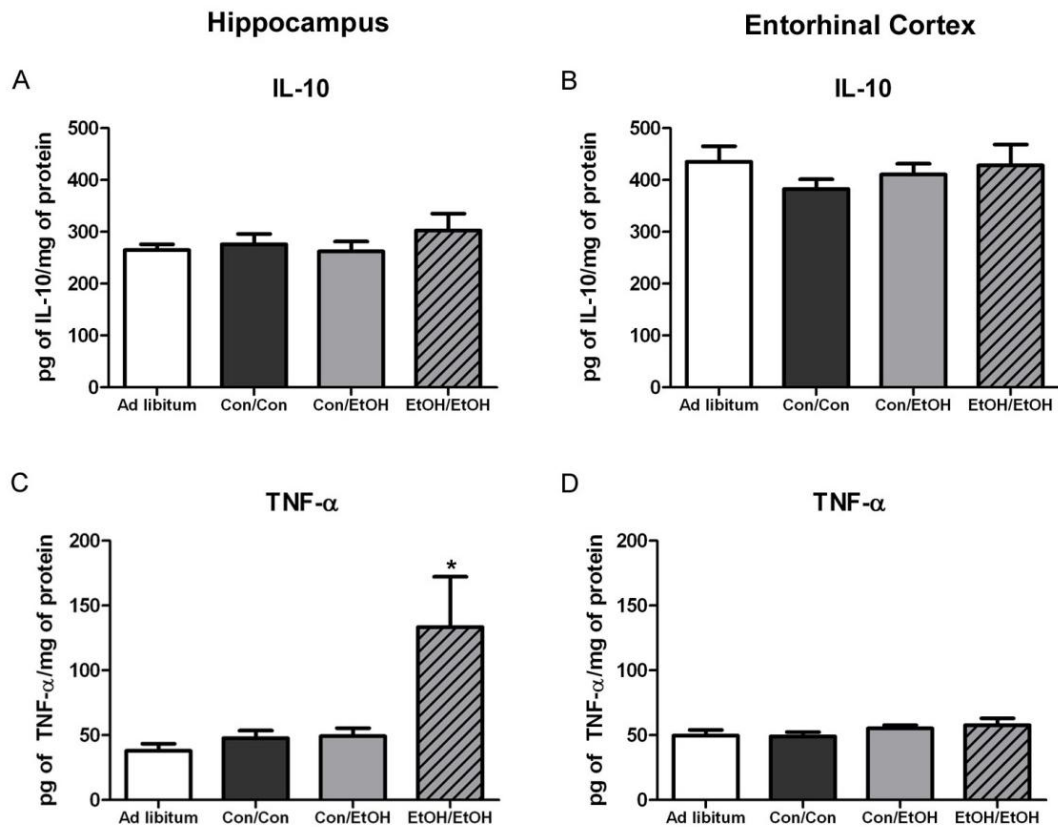 Hippocampus
Entorhinal Cortex
A
IL-10
pg of IL-10/mg of protein
500
400
300
200
100
0
Ad libitum Con/Con Con/EtOH EtOH/EtOH
B
IL-10
pg of IL-10/mg of protein
500
400
300
200
100
0
Ad libitum Con/Con Con/EtOH EtOH/EtOH
C
TNF-α
pg of TNF-α/mg of protein
200
150
100
50
0
*
Ad libitum Con/Con Con/EtOH EtOH/EtOH
D
TNF-α
pg of TNF-α/mg of protein
200
150
100
50
0
Ad libitum Con/Con Con/EtOH EtOH/EtOH